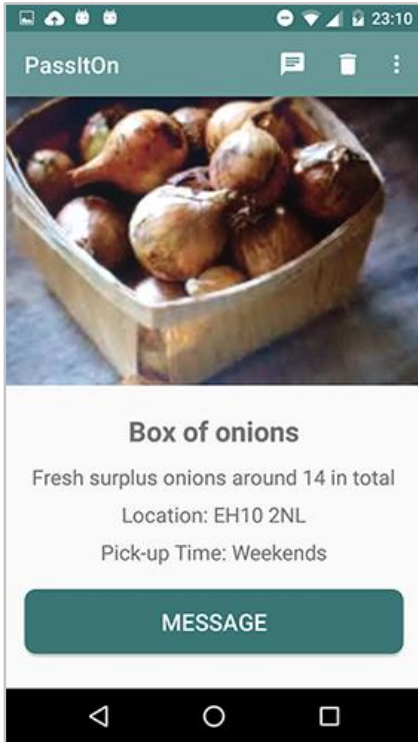 23:10
PassItOn
Box of onions
Fresh surplus onions around 14 in total
Location: EH10 2NL
Pick-up Time: Weekends
MESSAGE